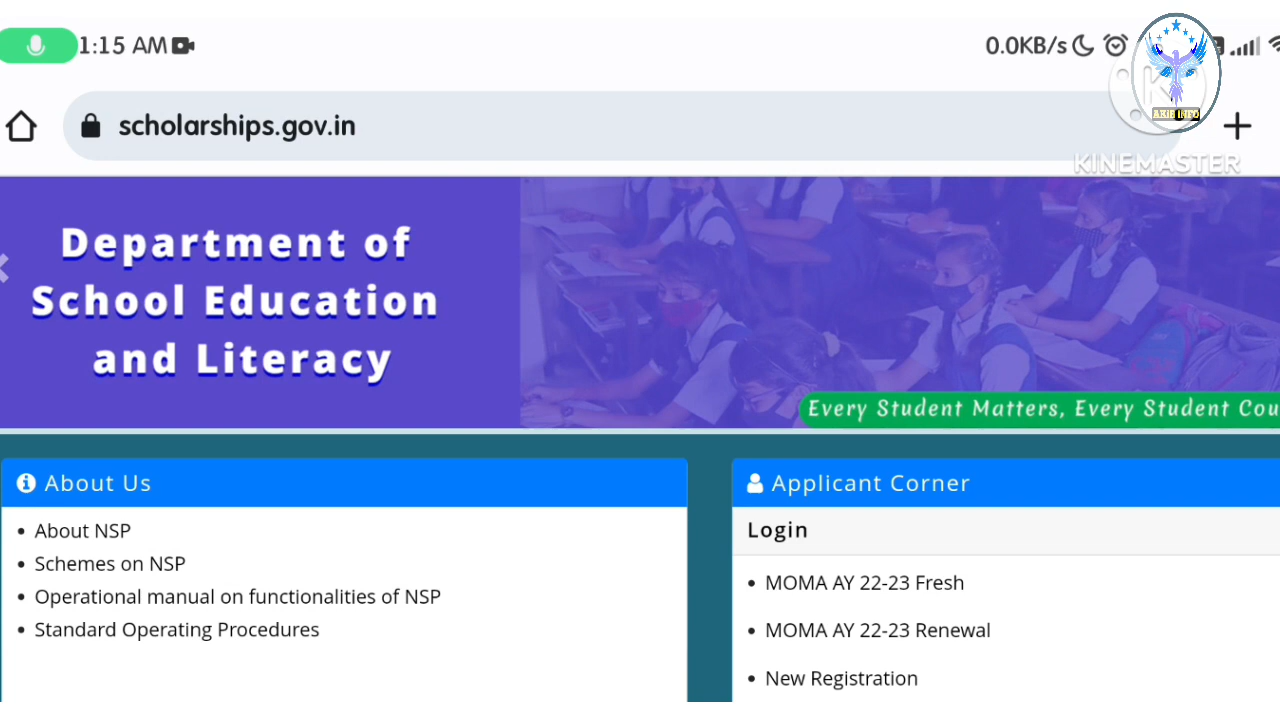 1:15 AM
0.0KB/s
scholarships.gov.in
AXIS INFO
KINEMASTER
Department of
School Education
and Literacy
Every Student Matters, Every Student Cou
About Us
About NSP
Schemes on NSP
Operational manual on functionalities of NSP
Standard Operating Procedures
Applicant Corner
Login
MOMA AY 22-23 Fresh
MOMA AY 22-23 Renewal
New Registration